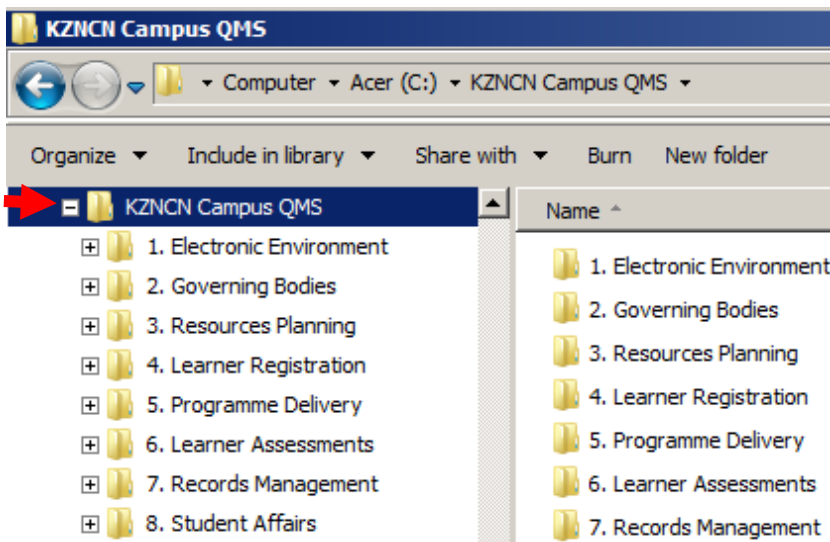 KZNCN Campus QMS
Computer Acer (C:) KZNCN Campus QMS
Organize Include in library Share with Burn New folder
KZNCN Campus QMS
1. Electronic Environment
2. Governing Bodies
3. Resources Planning
4. Learner Registration
5. Programme Delivery
6. Learner Assessments
7. Records Management
8. Student Affairs
Name
1. Electronic Environment
2. Governing Bodies
3. Resources Planning
4. Learner Registration
5. Programme Delivery
6. Learner Assessments
7. Records Management